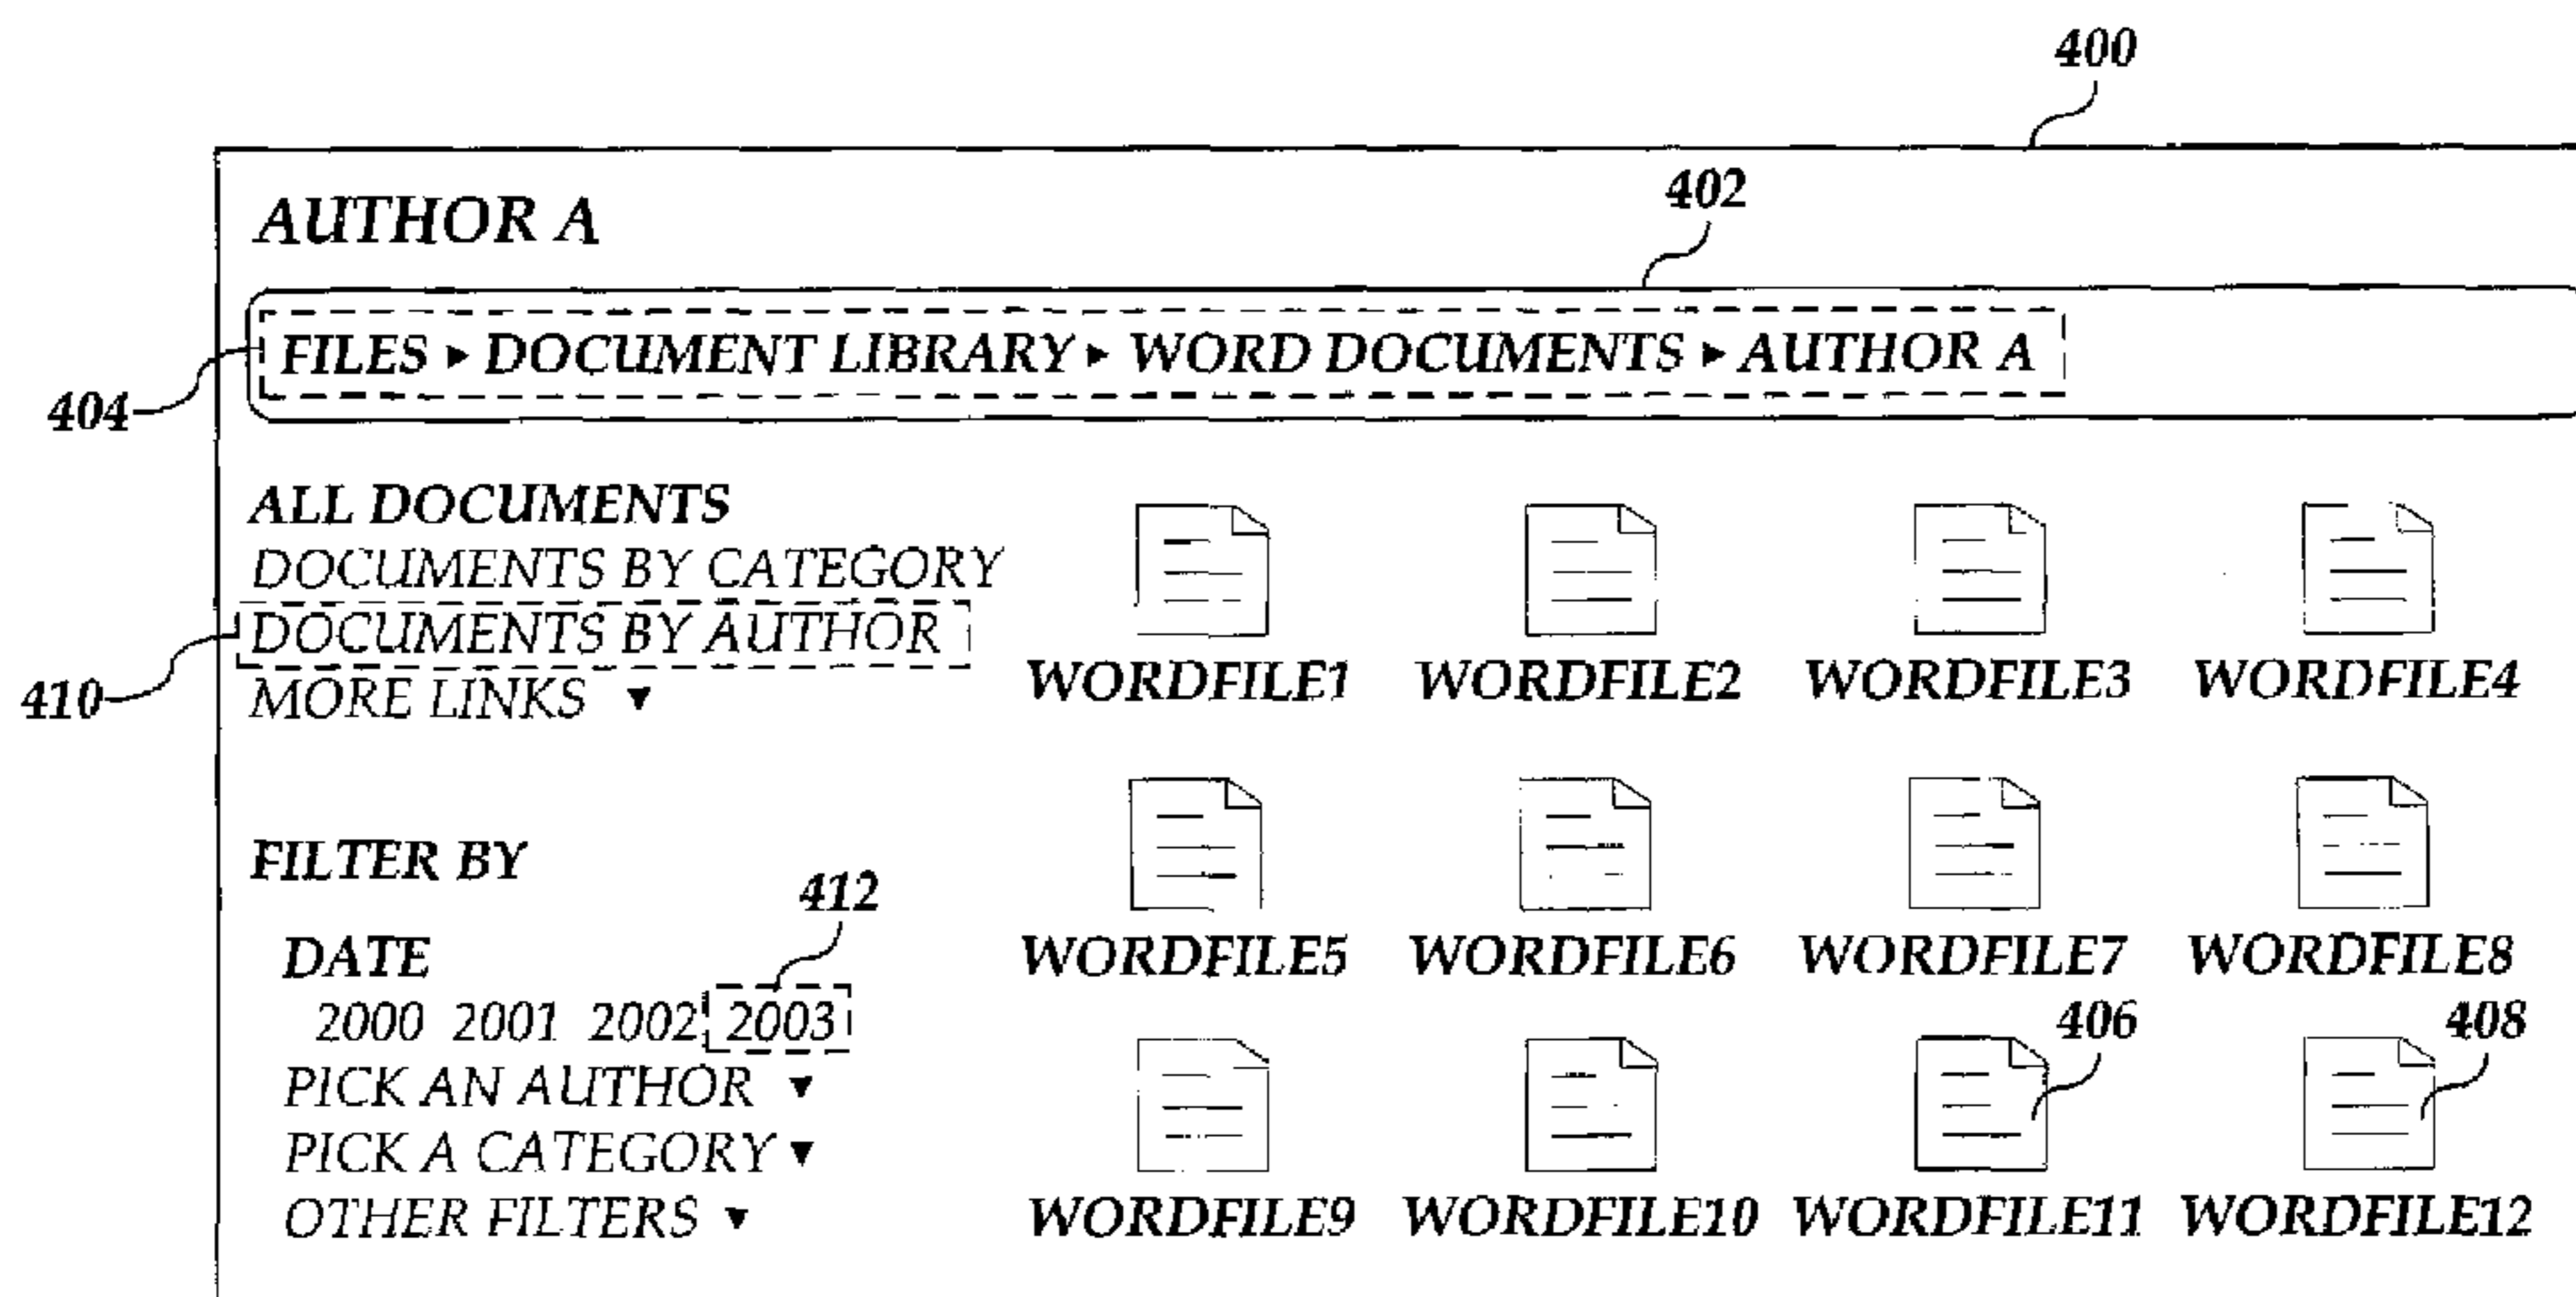 400
402
AUTHOR A
FILES ▸ DOCUMENT LIBRARY ▸ WORD DOCUMENTS ▸ AUTHOR A
404
ALL DOCUMENTS
DOCUMENTS BY CATEGORY
DOCUMENTS BY AUTHOR
410
MORE LINKS ▼
WORDFILE1 WORDFILE2 WORDFILE3 WORDFILE4
FILTER BY
412
DATE
WORDFILE5 WORDFILE6 WORDFILE7 WORDFILE8
2000 2001 2002 2003
406 408
PICK AN AUTHOR ▼
PICK A CATEGORY ▼
OTHER FILTERS ▼
WORDFILE9 WORDFILE10 WORDFILE11 WORDFILE12